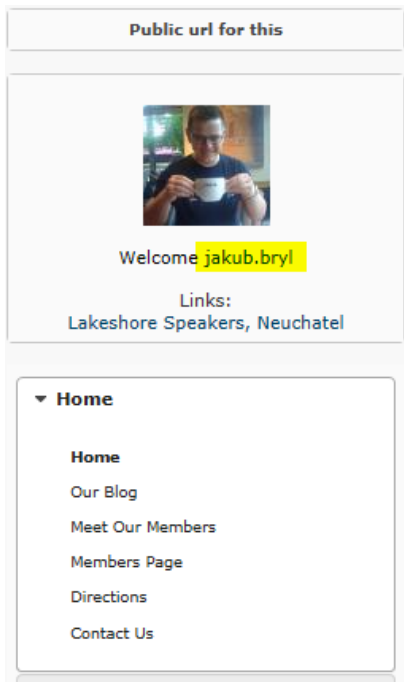 Public url for this
Welcome jakub.bryl
Links:
Lakeshore Speakers, Neuchatel
Home
Home
Our Blog
Meet Our Members
Members Page
Directions
Contact Us